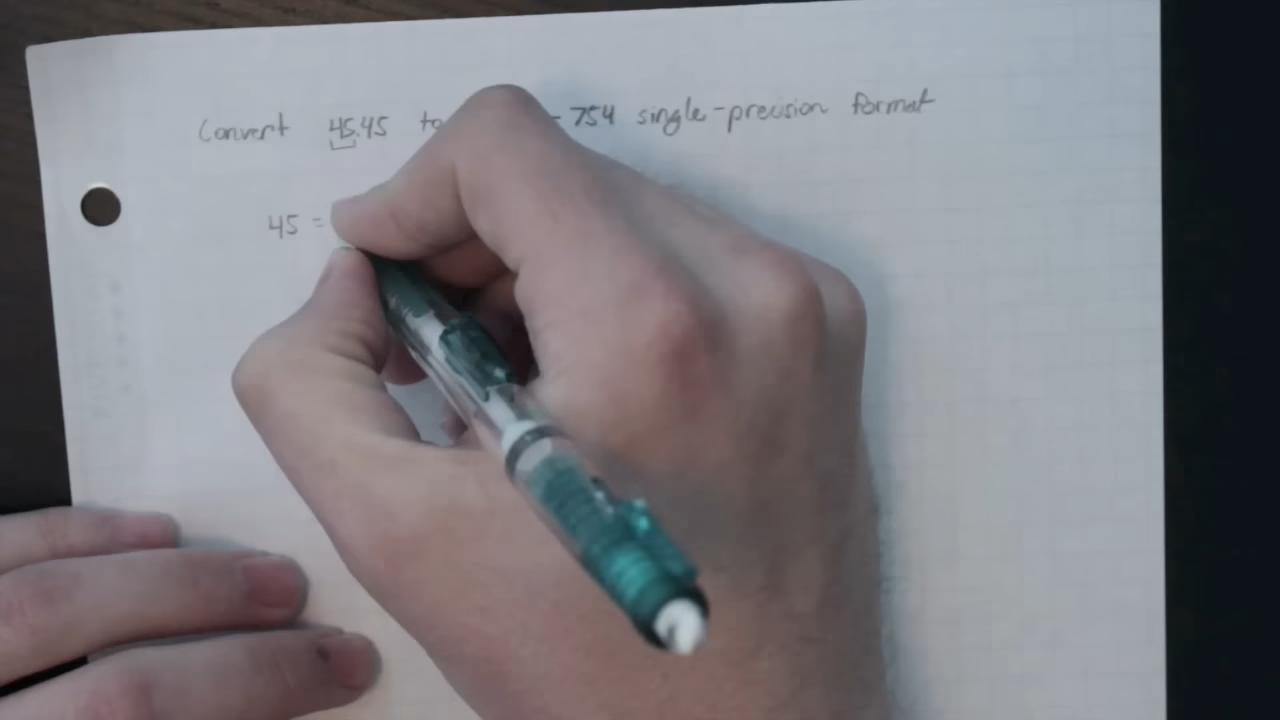 Convert 45.45 to - 754 single-precision format
45 =